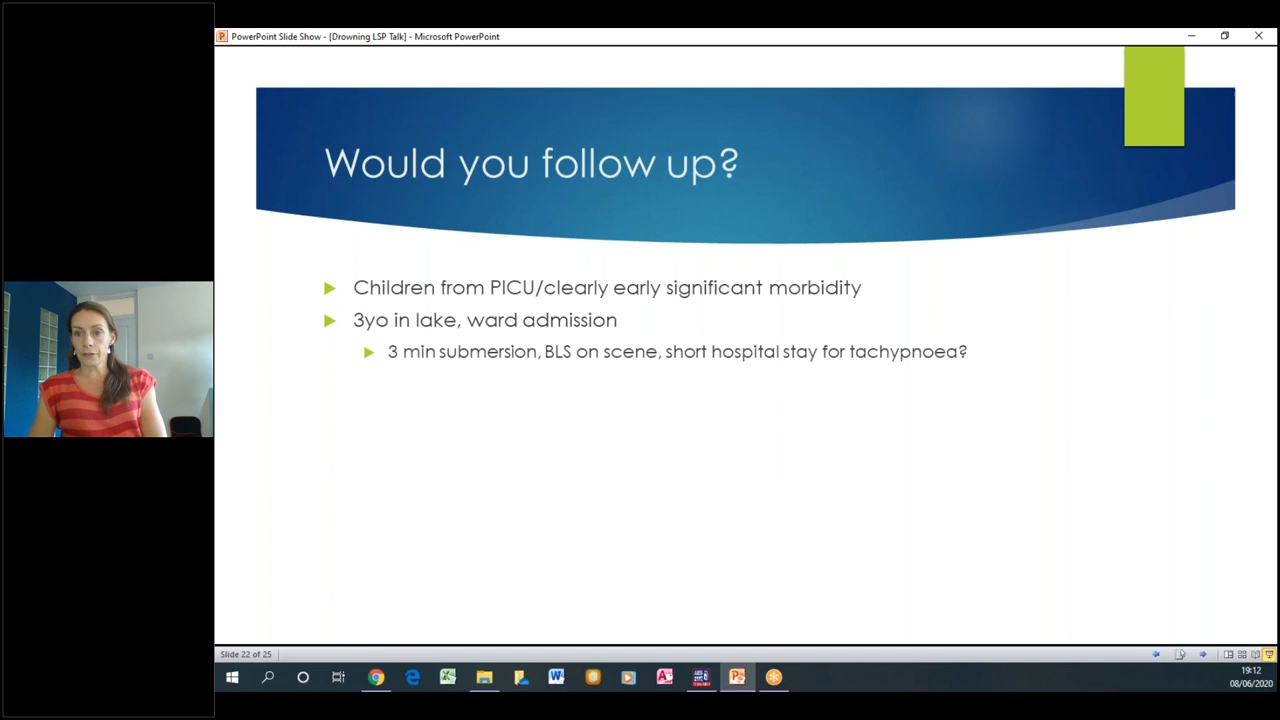 PowerPoint Slide Show - [Drowning LSP Talk] - Microsoft PowerPoint
Would you follow up?
Children from PICU/clearly early significant morbidity
3yo in lake, ward admission
3 min submersion, BLS on scene, short hospital stay for tachypnoea?
Slide 22 of 25
19:12
08/06/2020